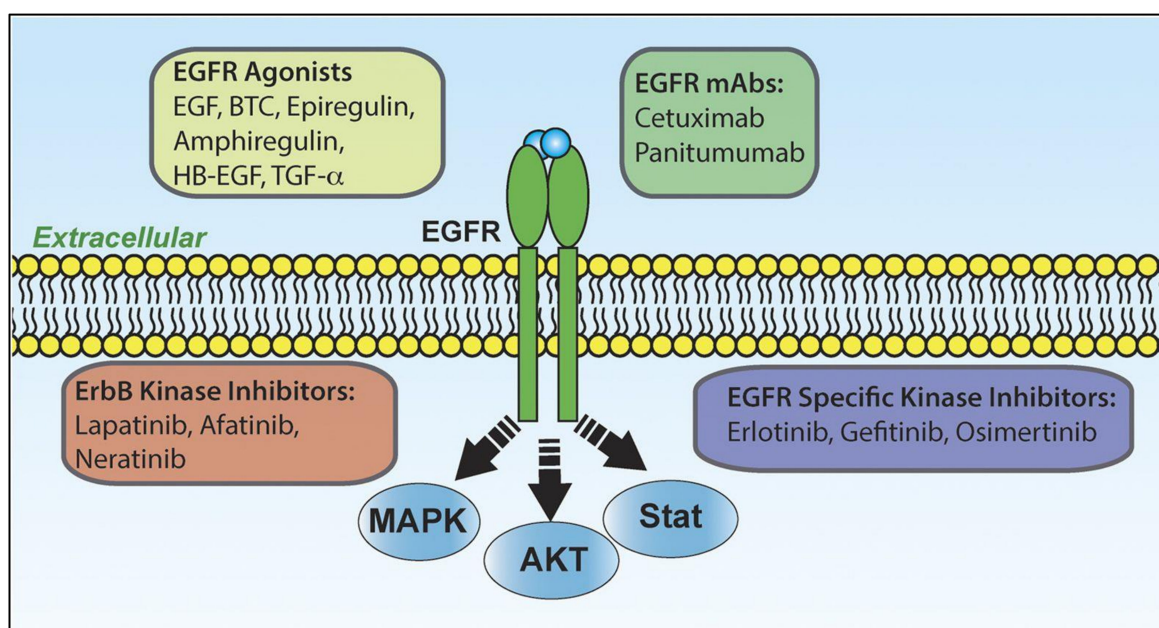 EGFR Agonists
EGF, BTC, Epiregulin,
Amphiregulin,
HB-EGF, TGF-α
EGFR mAbs:
Cetuximab
Panitumumab
EGFR
Extracellular
ErbB Kinase Inhibitors:
Lapatinib, Afatinib,
Neratinib
EGFR Specific Kinase Inhibitors:
Erlotinib, Gefitinib, Osimertinib
MAPK
AKT
Stat